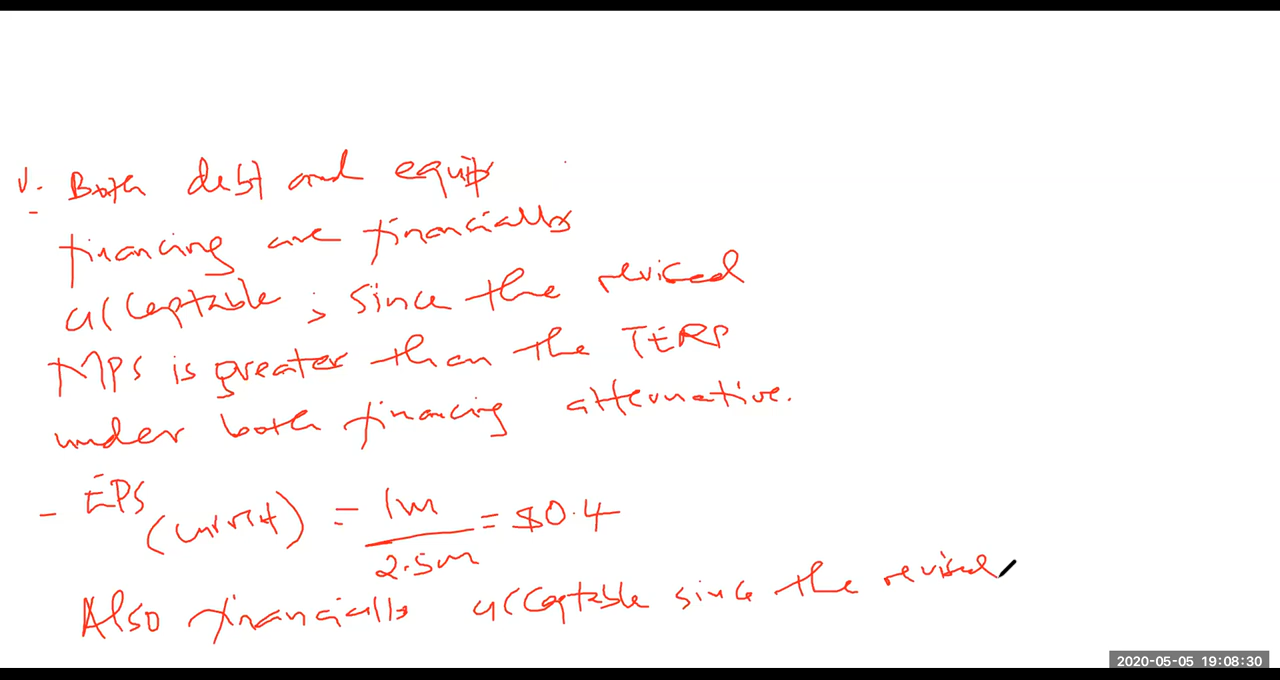 V. Both debt and equity
financing are financially
acceptable; since the revised
MPS is greater than the TERP
under both financing alternative.
- EPS (current) = 1m / 2.5m = $0.4
Also financially acceptable since the revised
2020-05-05 19:08:30